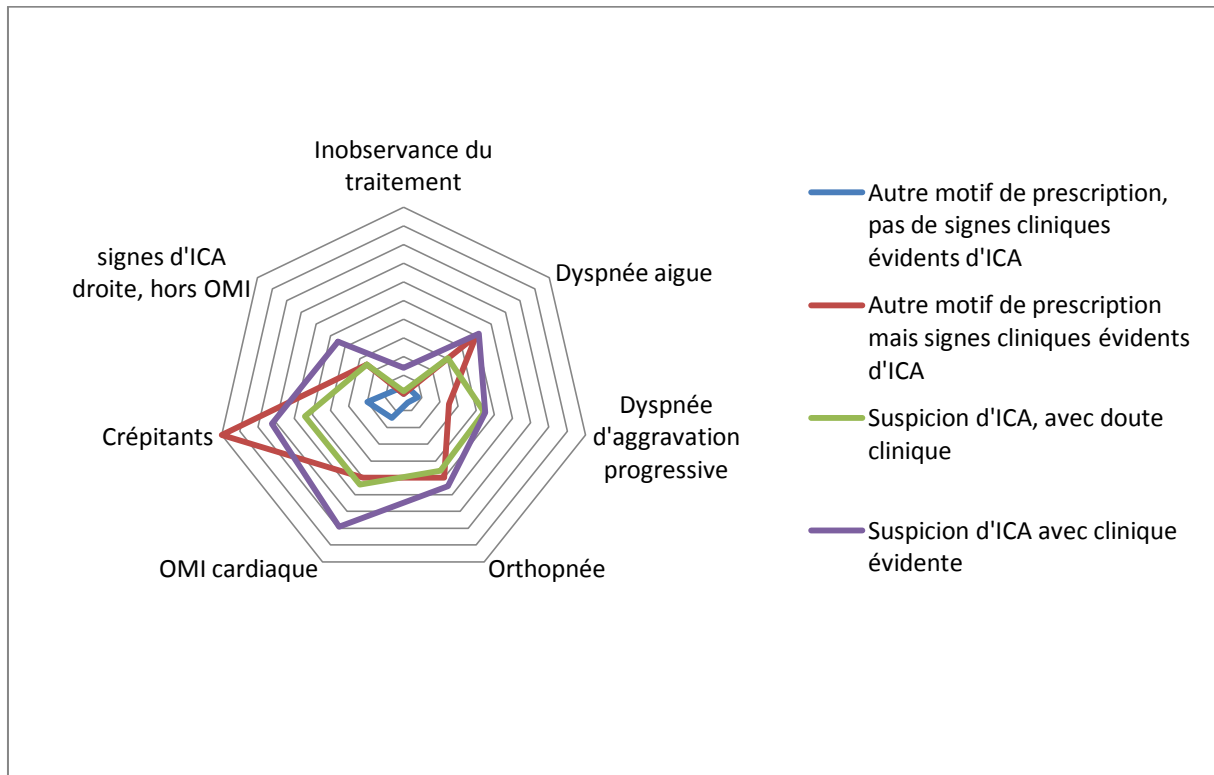 Inobservance du
traitement
Dyspnée aigue
Dyspnée
d'aggravation
progressive
Orthopnée
OMI cardiaque
Crépitants
signes d'ICA
droite, hors OMI
Autre motif de prescription,
pas de signes cliniques
évidents d'ICA
Autre motif de prescription
mais signes cliniques évidents
d'ICA
Suspicion d'ICA, avec doute
clinique
Suspicion d'ICA avec clinique
évidente